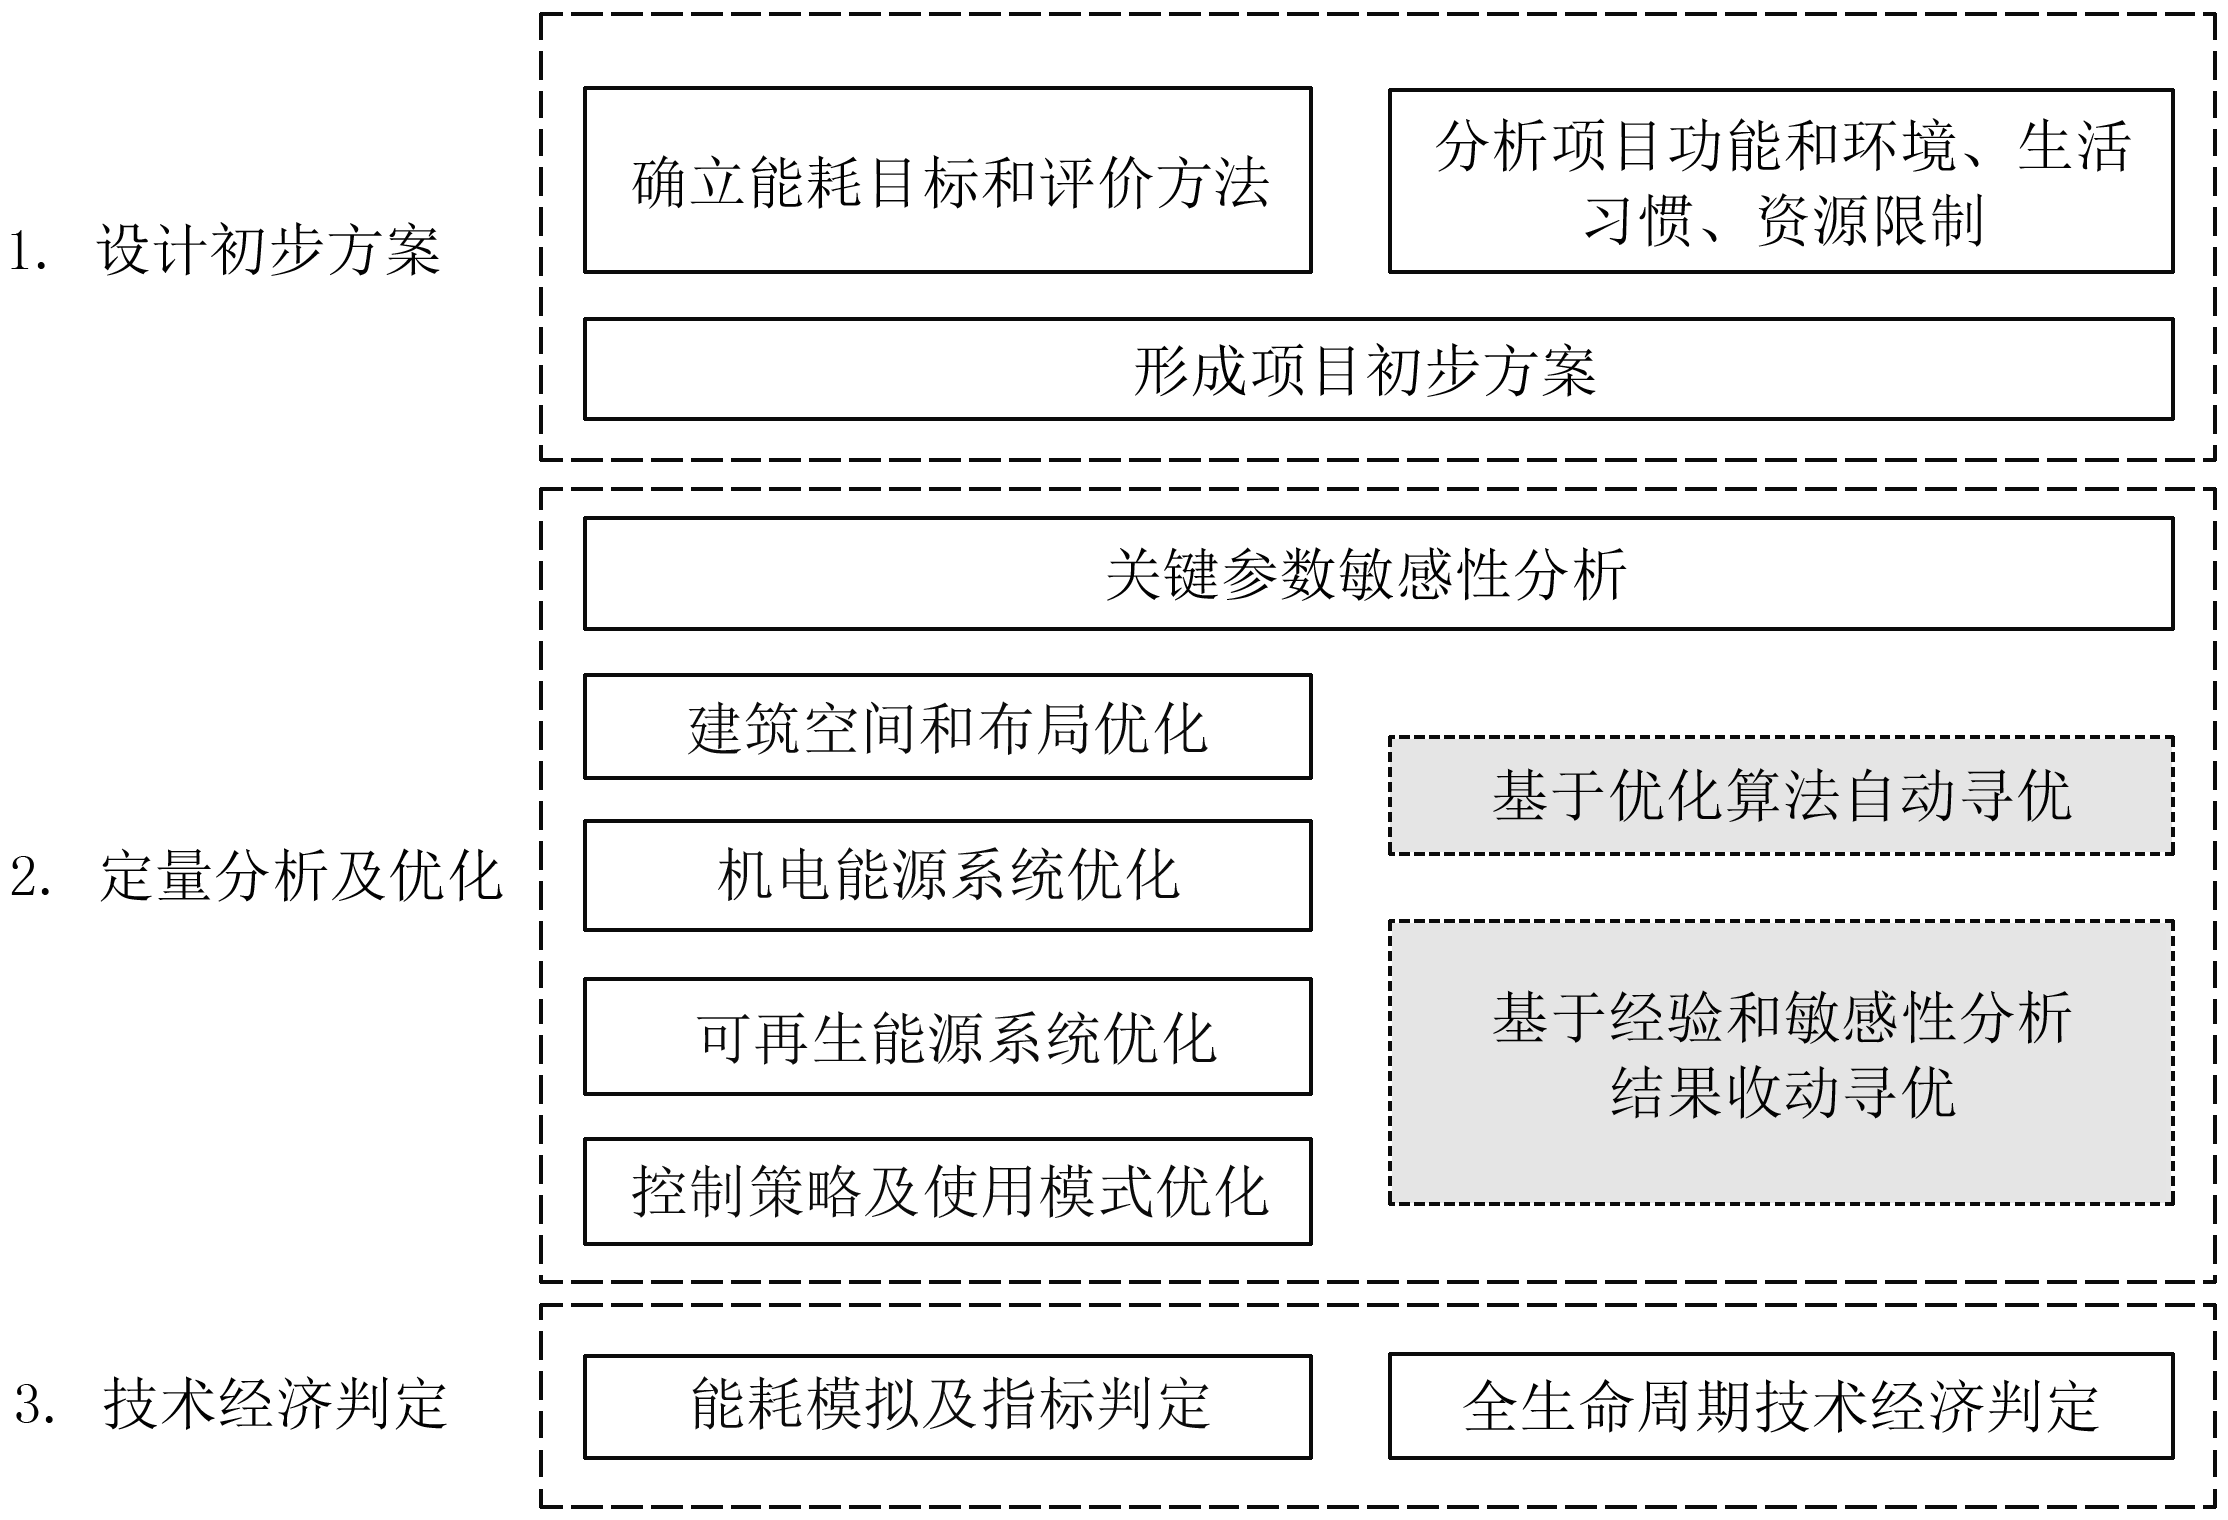 1. 设计初步方案
确立能耗目标和评价方法
分析项目功能和环境、生活
习惯、资源限制
形成项目初步方案
2. 定量分析及优化
关键参数敏感性分析
建筑空间和布局优化
机电能源系统优化
可再生能源系统优化
控制策略及使用模式优化
基于优化算法自动寻优
基于经验和敏感性分析
结果收动寻优
3. 技术经济判定
能耗模拟及指标判定
全生命周期技术经济判定